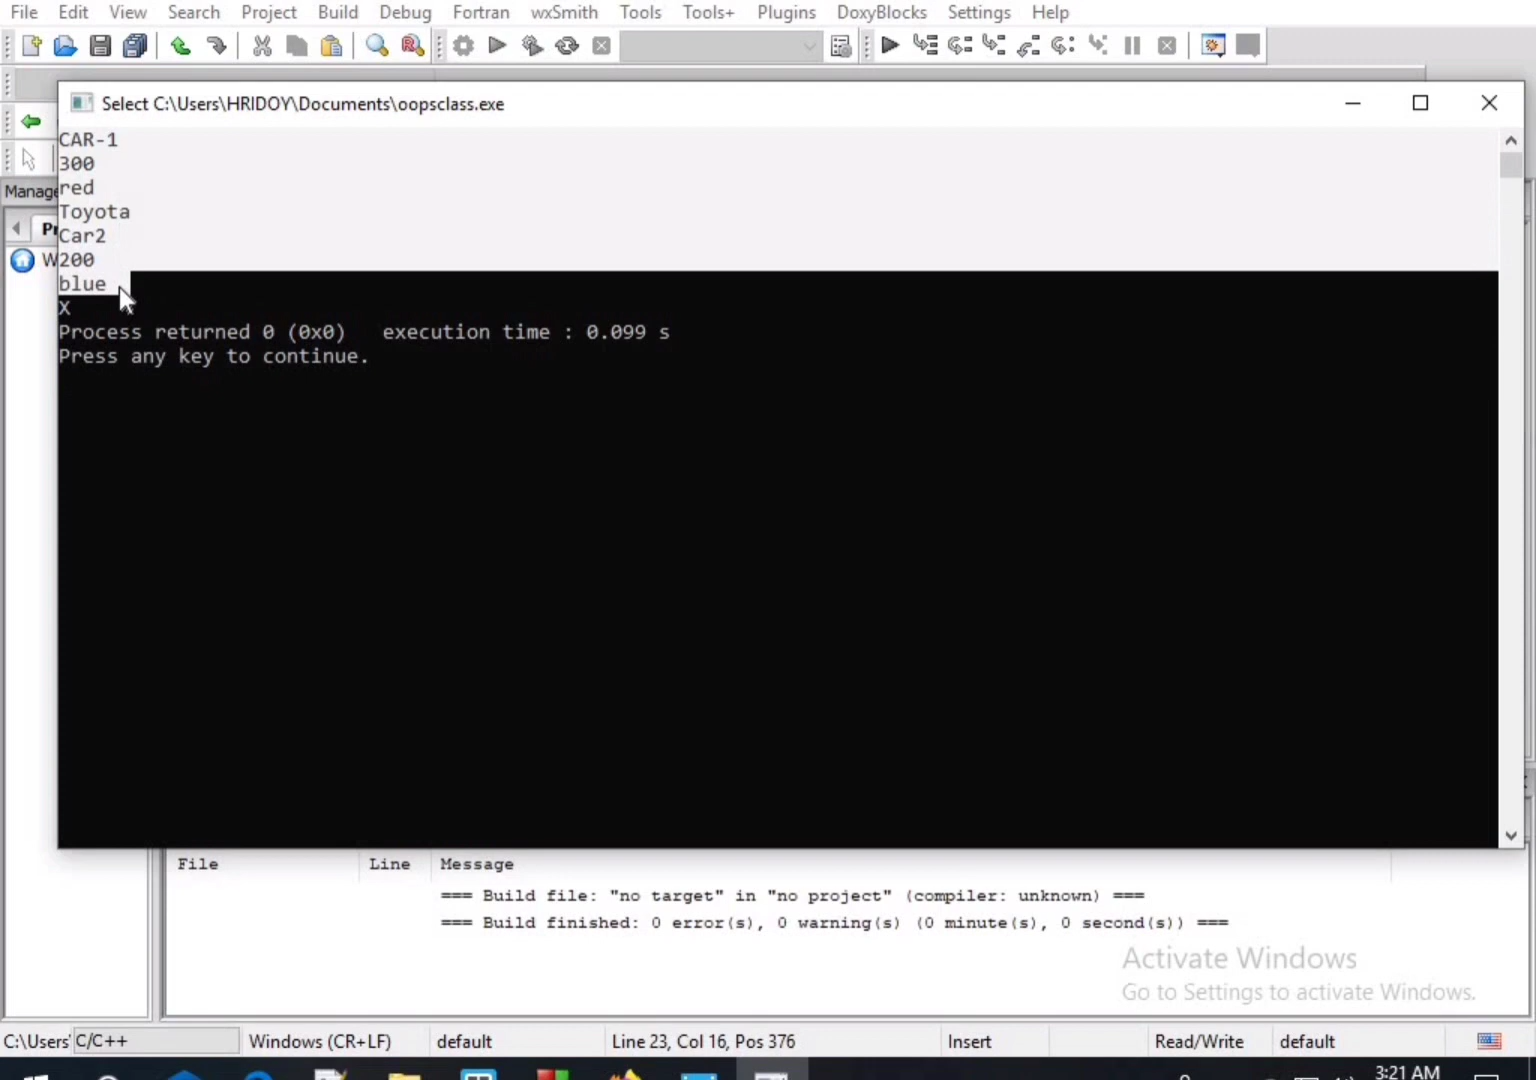 File Edit View Search Project Build Debug Fortran wxSmith Tools Tools+ Plugins DoxyBlocks Settings Help
Select C:\Users\HRIDOY\Documents\oopsclass.exe
CAR-1
300
red
Manage
Toyota
Car2
W
200
blue
X
Process returned 0 (0x0)   execution time : 0.099 s
Press any key to continue.
File Line Message
=== Build file: "no target" in "no project" (compiler: unknown) ===
=== Build finished: 0 error(s), 0 warning(s) (0 minute(s), 0 second(s)) ===
Activate Windows
Go to Settings to activate Windows.
C:\Users C/C++ Windows (CR+LF) default Line 23, Col 16, Pos 376 Insert Read/Write default
3:21 AM